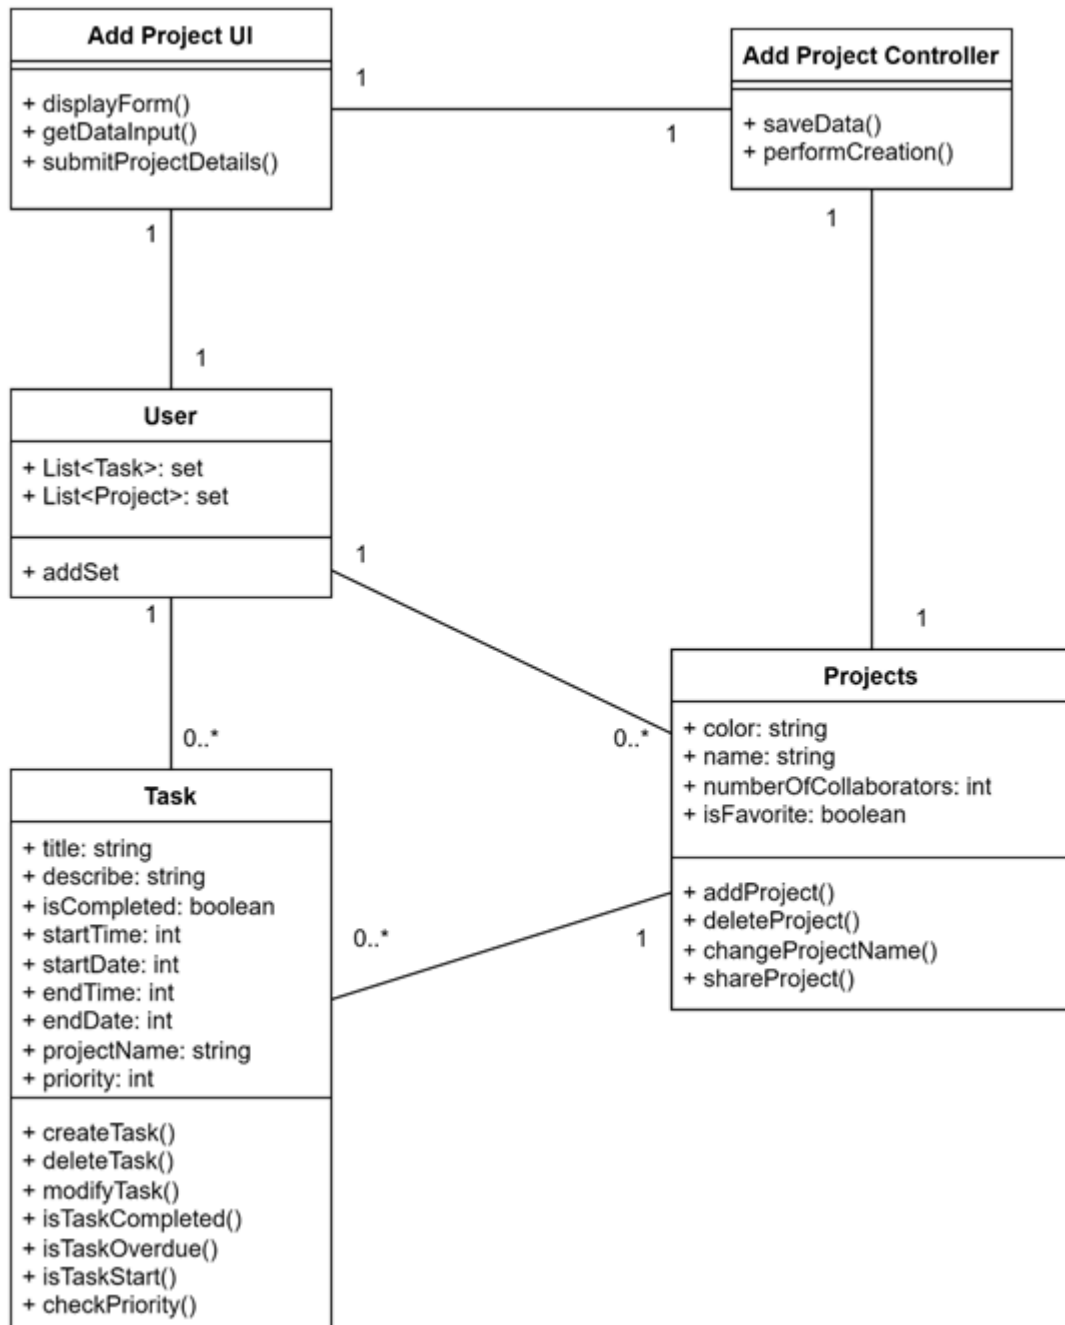 Add Project UI
+ displayForm()
+ getDataInput()
+ submitProjectDetails()
1
1
Add Project Controller
+ saveData()
+ performCreation()
1
1
1
1
User
+ List<Task>: set
+ List<Project>: set
+ addSet
1
1
0..*
0..*
Projects
+ color: string
+ name: string
+ numberOfCollaborators: int
+ isFavorite: boolean
+ addProject()
+ deleteProject()
+ changeProjectName()
+ shareProject()
Task
+ title: string
+ describe: string
+ isCompleted: boolean
+ startTime: int
+ startDate: int
+ endTime: int
+ endDate: int
+ projectName: string
+ priority: int
0..*
1
+ createTask()
+ deleteTask()
+ modifyTask()
+ isTaskCompleted()
+ isTaskOverdue()
+ isTaskStart()
+ checkPriority()